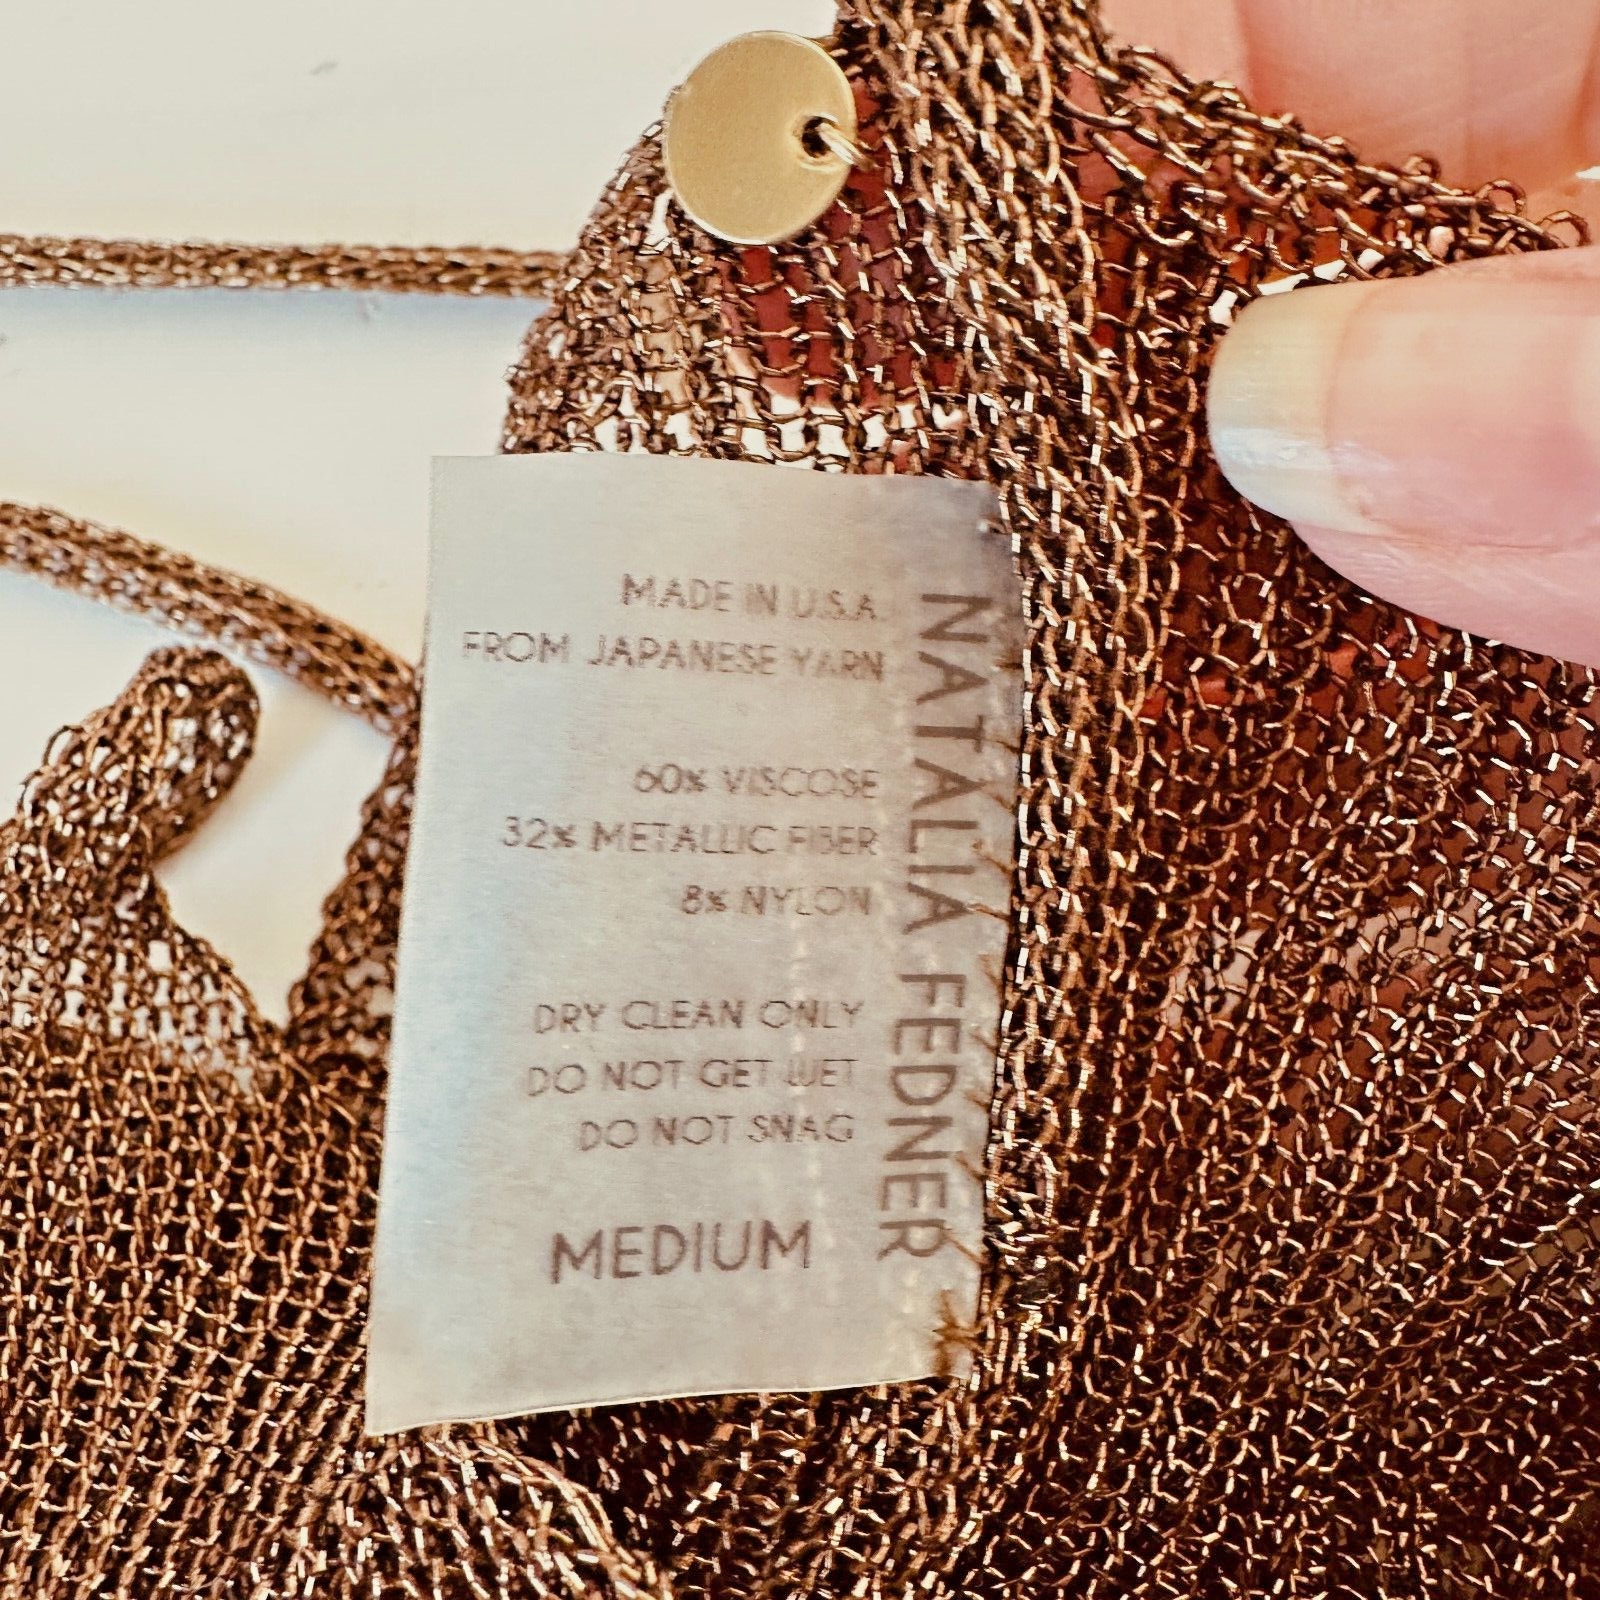 MADE IN U.S.A.
FROM JAPANESE YARN
60% VISCOSE
32% METALLIC FIBER
8% NYLON
DRY CLEAN ONLY
DO NOT GET WET
DO NOT SNAG
MEDIUM
NATALIA FEDNER